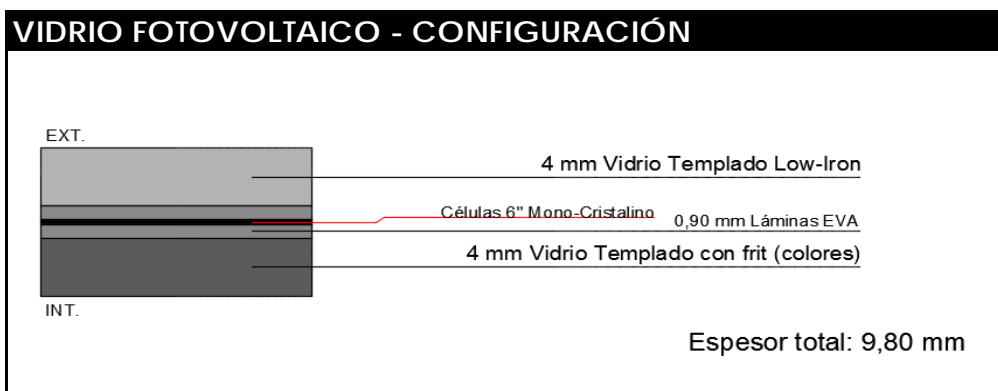 VIDRIO FOTOVOLTAICO - CONFIGURACIÓN
EXT.
4 mm Vidrio Templado Low-Iron
Células 6" Mono-Cristalino
0,90 mm Láminas EVA
4 mm Vidrio Templado con frit (colores)
INT.
Espesor total: 9,80 mm